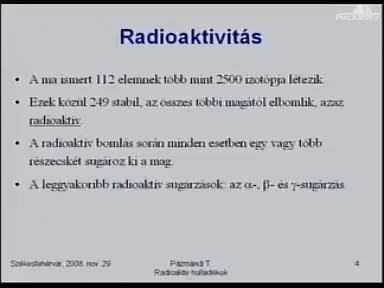 Radioaktivitás
• A ma ismert 112 elemnek több mint 2500 izotópja létezik.
• Ezek közül 249 stabil, az összes többi magától elbomlik, azaz
radioaktív.
• A radioaktív bomlás során minden esetben egy vagy több
részecskét sugároz ki a mag.
• A leggyakoribb radioaktív sugárzások: az α-, β- és γ-sugárzás.
Székesfehérvár, 2008. nov. 29.
Pázmándi T.
Radioaktív hulladékok
4